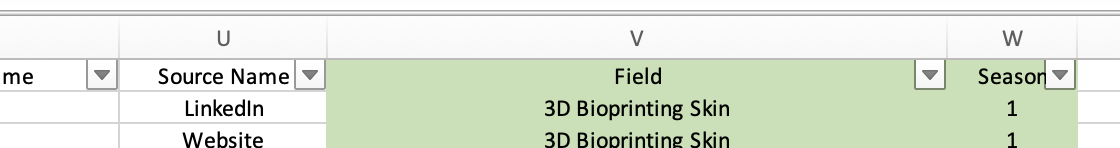 U V W
me Source Name Field Season
LinkedIn 3D Bioprinting Skin 1
Website 3D Bioprinting Skin 1